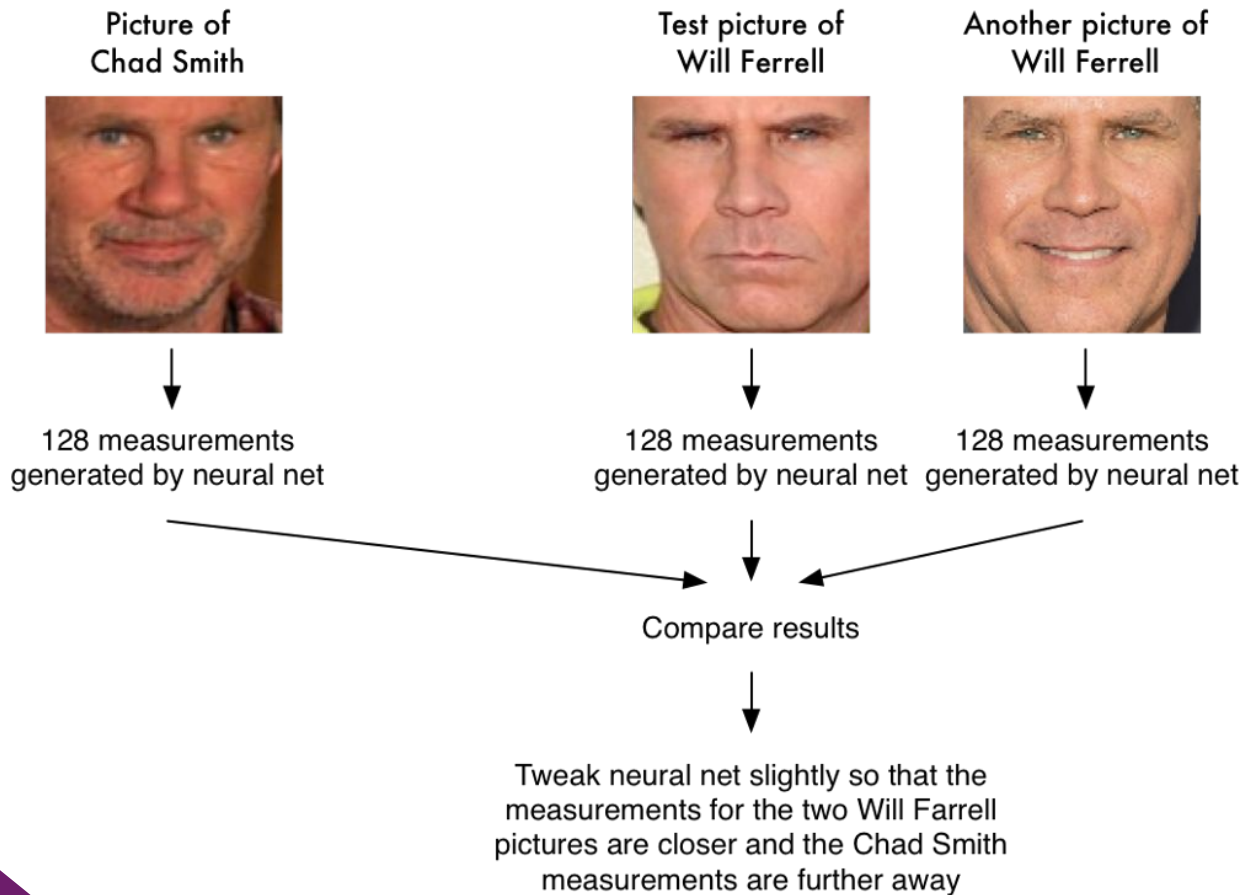 Picture of
Chad Smith
Test picture of
Will Ferrell
Another picture of
Will Ferrell
128 measurements
generated by neural net
128 measurements
generated by neural net
128 measurements
generated by neural net
Compare results
Tweak neural net slightly so that the
measurements for the two Will Farrell
pictures are closer and the Chad Smith
measurements are further away